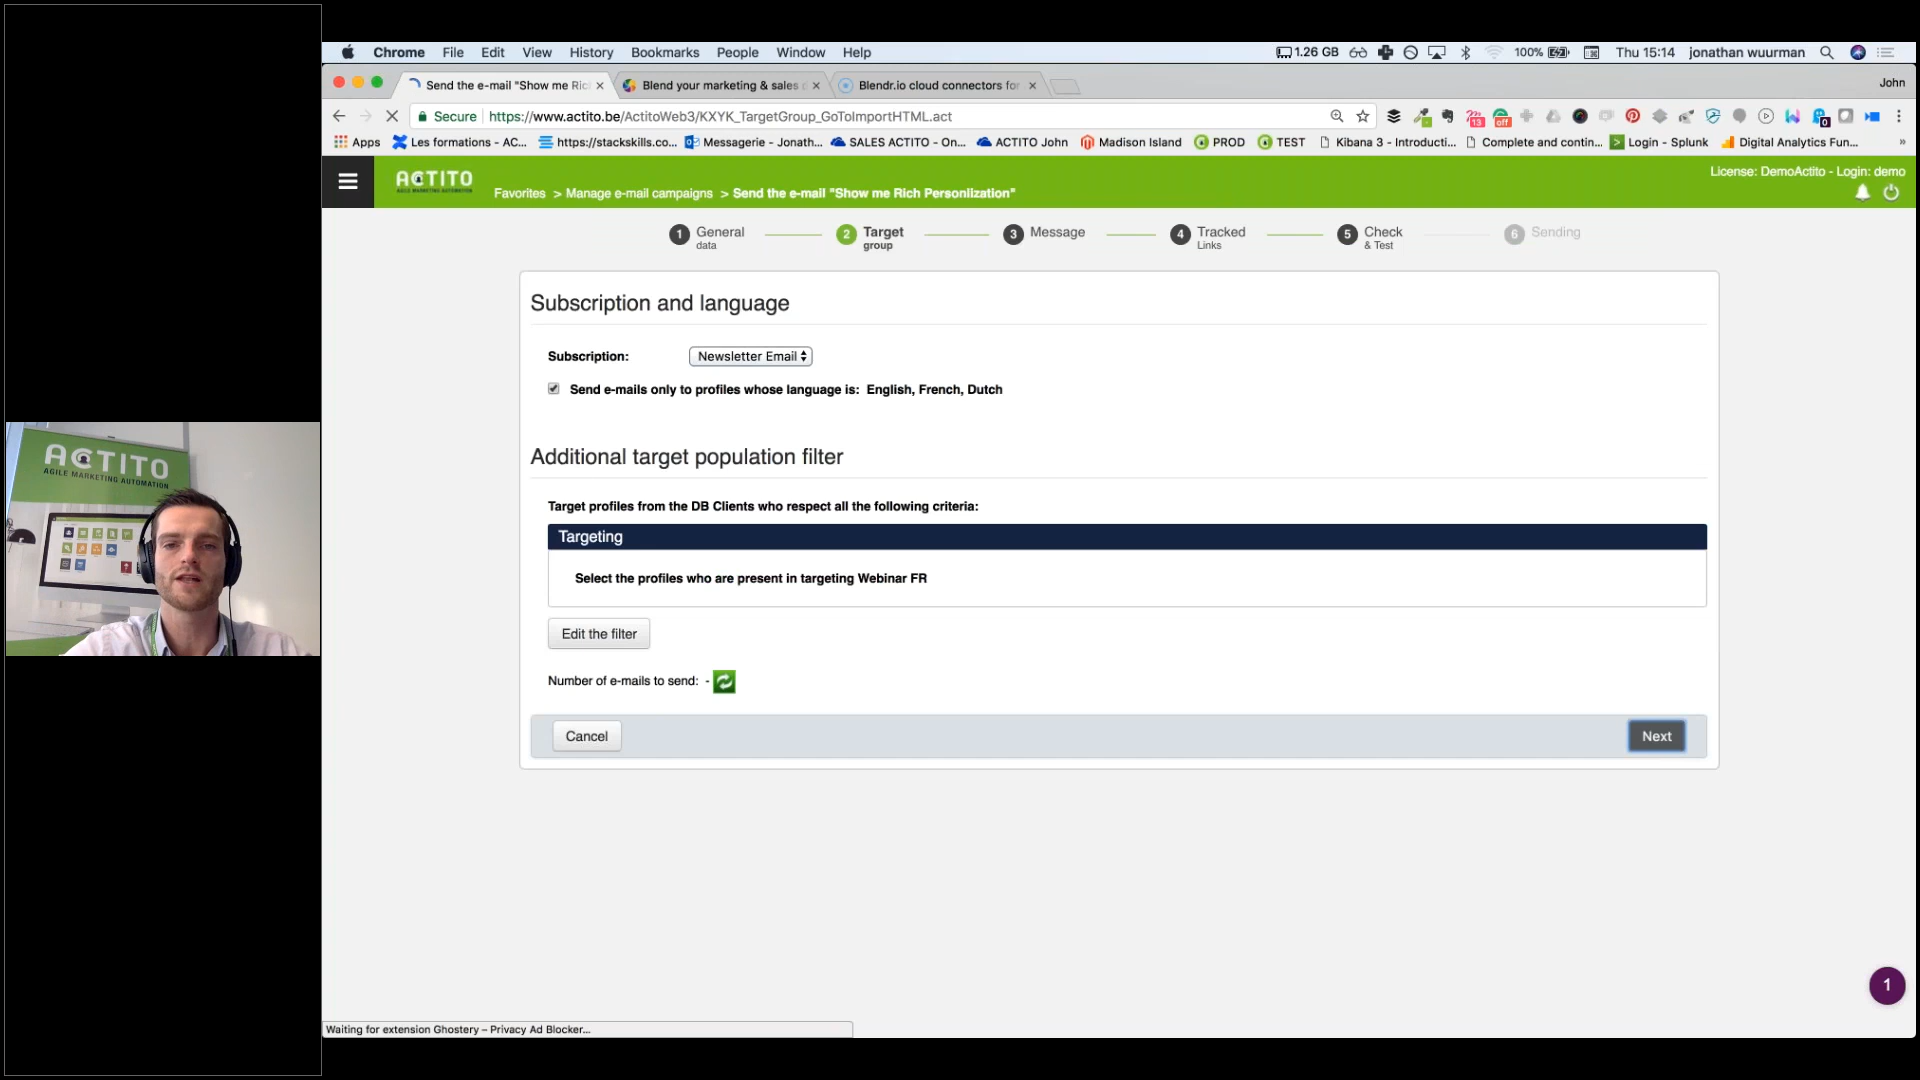 Chrome File Edit View History Bookmarks People Window Help
1.26 GB 100% Thu 15:14 jonathan wuurman
Send the e-mail "Show me Ric
Blend your marketing & sales d
Blendr.io cloud connectors for
John
Secure https://www.actito.be/ActitoWeb3/KXYK_TargetGroup_GoToImportHTML.act
13 off 0
Apps Les formations - AC... https://stackskills.co... Messagerie - Jonath... SALES ACTITO - On... ACTITO John Madison Island PROD TEST Kibana 3 - Introducti... Complete and contin... Login - Splunk Digital Analytics Fun... »
ACTITO
AGILE MARKETING AUTOMATION
Favorites > Manage e-mail campaigns > Send the e-mail "Show me Rich Personlization"
License: DemoActito - Login: demo
1 General data
2 Target group
3 Message
4 Tracked Links
5 Check & Test
6 Sending
Subscription and language
Subscription: Newsletter Email
Send e-mails only to profiles whose language is: English, French, Dutch
Additional target population filter
Target profiles from the DB Clients who respect all the following criteria:
Targeting
Select the profiles who are present in targeting Webinar FR
Edit the filter
Number of e-mails to send: -
Cancel
Next
1
Waiting for extension Ghostery – Privacy Ad Blocker...
ACTITO
AGILE MARKETING AUTOMATION